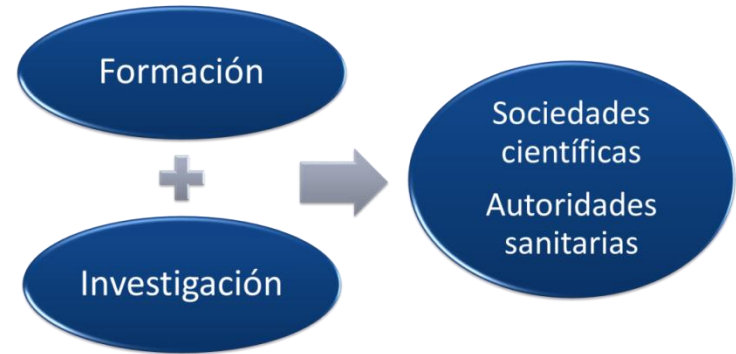 Formación
Investigación
Sociedades
científicas
Autoridades
sanitarias